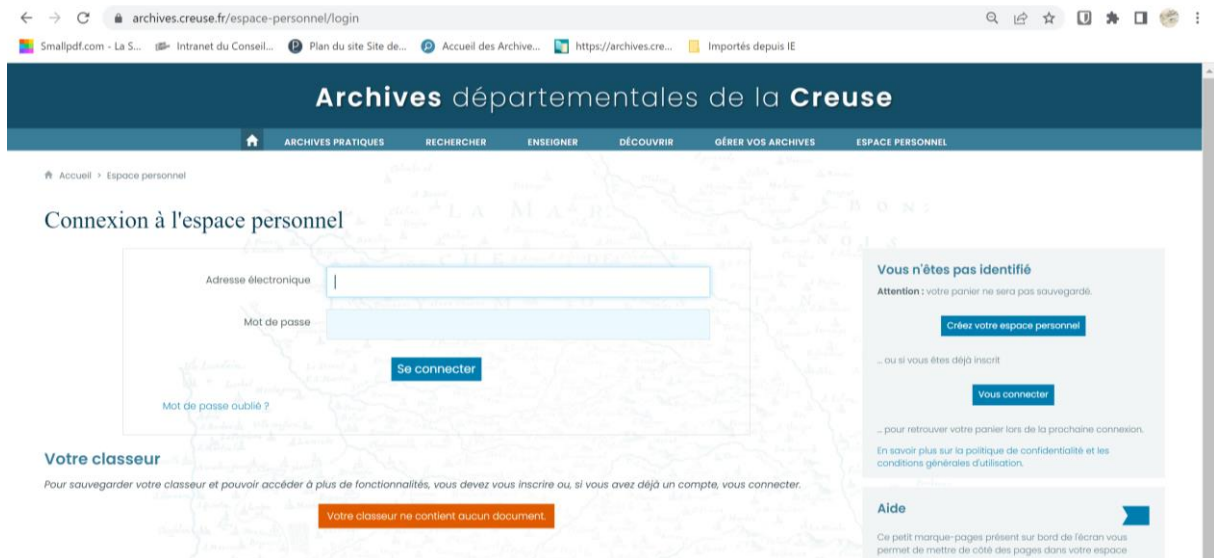 archives.creuse.fr/espace-personnel/login
Smallpdf.com - La S... Intranet du Conseil... Plan du site Site de... Accueil des Archive... https://archives.cre... Importés depuis IE
Archives départementales de la Creuse
ARCHIVES PRATIQUES RECHERCHER ENSEIGNER DÉCOUVRIR GÉRER VOS ARCHIVES ESPACE PERSONNEL
Accueil > Espace personnel
Connexion à l'espace personnel
Adresse électronique
Mot de passe
Se connecter
Mot de passe oublié ?
Votre classeur
Pour sauvegarder votre classeur et pouvoir accéder à plus de fonctionnalités, vous devez vous inscrire ou, si vous avez déjà un compte, vous connecter.
Votre classeur ne contient aucun document.
Vous n'êtes pas identifié
Attention : votre panier ne sera pas sauvegardé.
Créez votre espace personnel
... ou si vous êtes déjà inscrit
Vous connecter
... pour retrouver votre panier lors de la prochaine connexion.
En savoir plus sur la politique de confidentialité et les
conditions générales d'utilisation.
Aide
Ce petit marque-pages présent sur bord de l'écran vous
permet de mettre de côté des pages dans votre espace